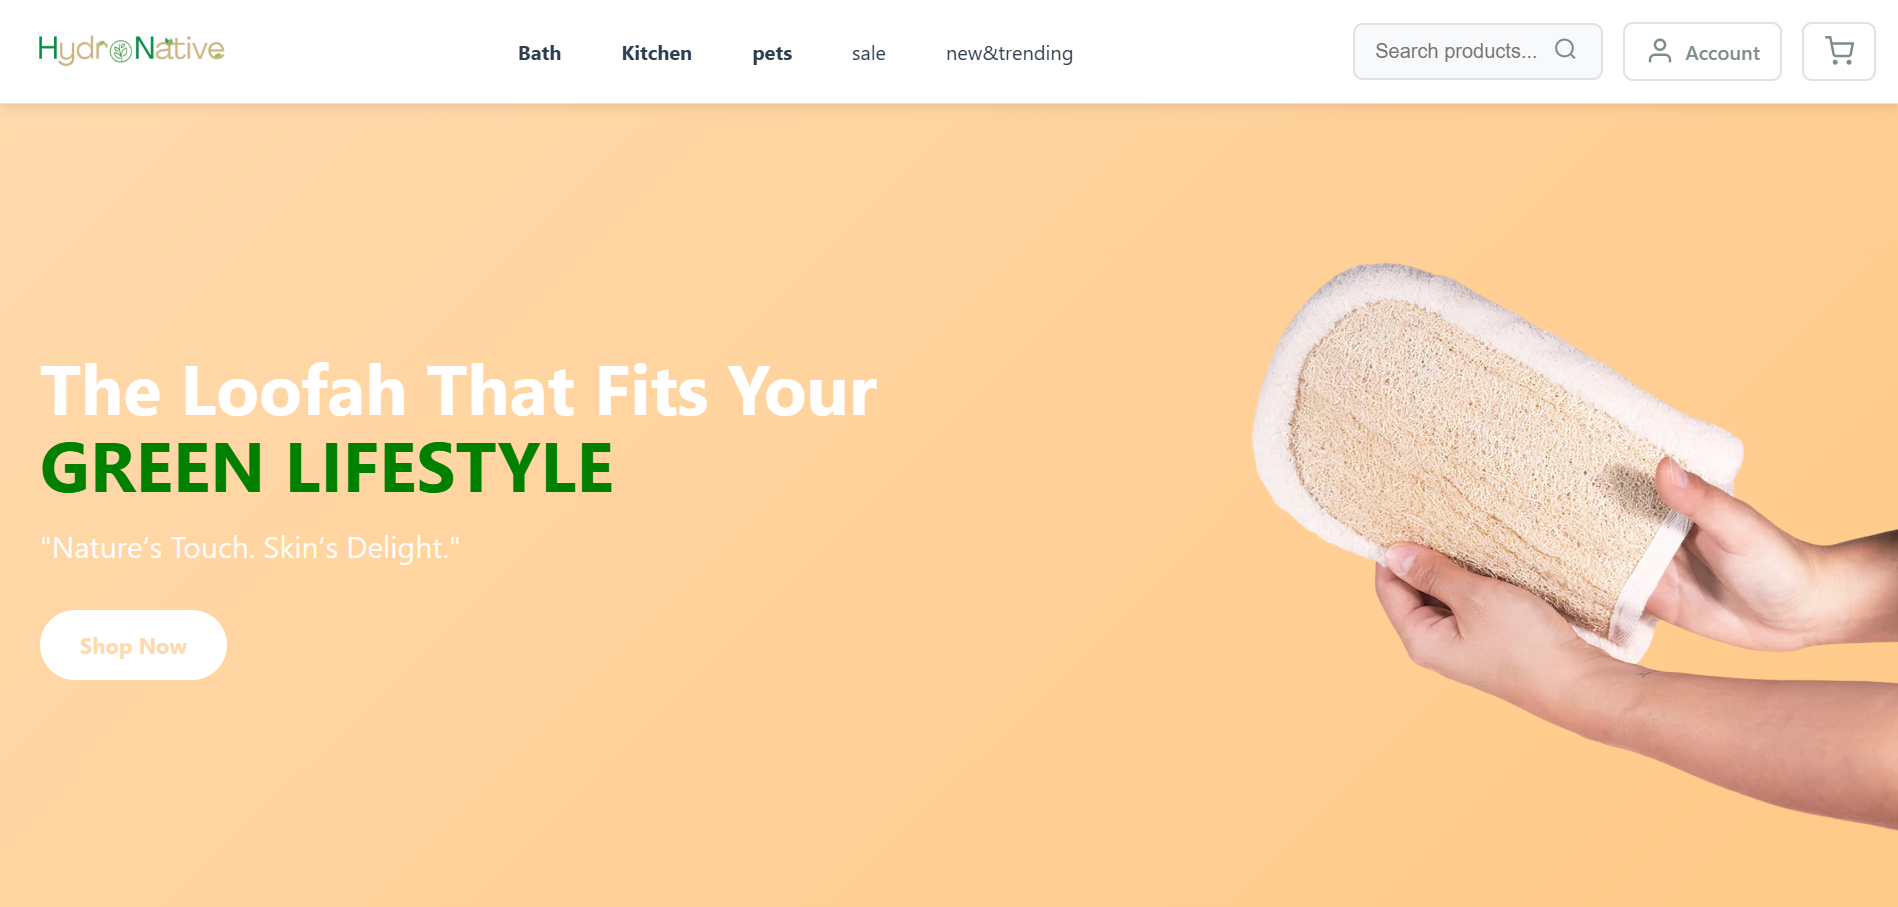 HydroNative
Bath Kitchen pets sale new&trending
Search products...
Account
The Loofah That Fits Your
GREEN LIFESTYLE
"Nature’s Touch. Skin’s Delight."
Shop Now